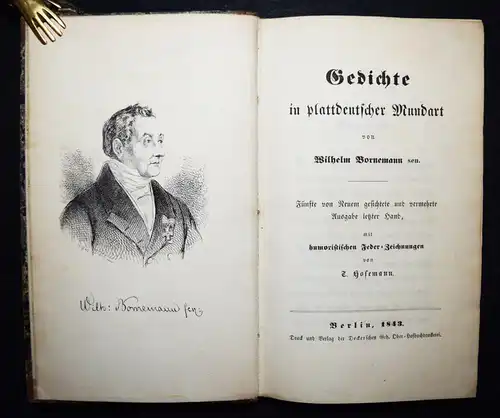 Wilh: Bornemann sen.
Gedichte
in plattdeutscher Mundart
von
Wilhelm Bornemann sen.
Fünfte von Neuem gesichtete und vermehrte
Ausgabe letzter Hand,
mit
humoristischen Feder-Zeichnungen
von
T. Hosemann.
Berlin, 1843.
Druck und Verlag der Deckerschen Geh. Ober-Hofbuchdruckerei.